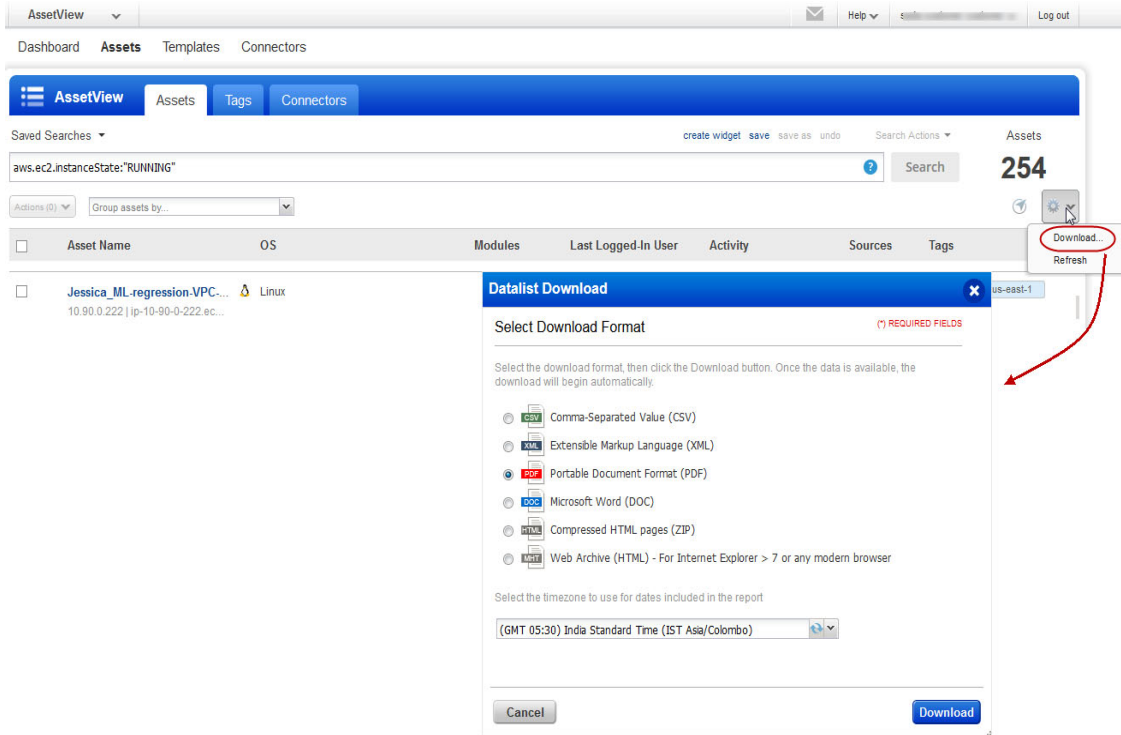 AssetView Help Log out
Dashboard Assets Templates Connectors
AssetView Assets Tags Connectors
Saved Searches create widget save save as undo Search Actions Assets
aws.ec2.instanceState:"RUNNING" ? Search 254
Actions (0) Group assets by...
Download...
Refresh
Asset Name OS Modules Last Logged-In User Activity Sources Tags
Jessica_ML-regression-VPC-... Linux us-east-1
10.90.0.222 | ip-10-90-0-222.ec...
Datalist Download
Select Download Format (*) REQUIRED FIELDS
Select the download format, then click the Download button. Once the data is available, the
download will begin automatically.
CSV Comma-Separated Value (CSV)
XML Extensible Markup Language (XML)
PDF Portable Document Format (PDF)
DOC Microsoft Word (DOC)
HTML Compressed HTML pages (ZIP)
MHT Web Archive (HTML) - For Internet Explorer > 7 or any modern browser
Select the timezone to use for dates included in the report
(GMT 05:30) India Standard Time (IST Asia/Colombo)
Cancel Download